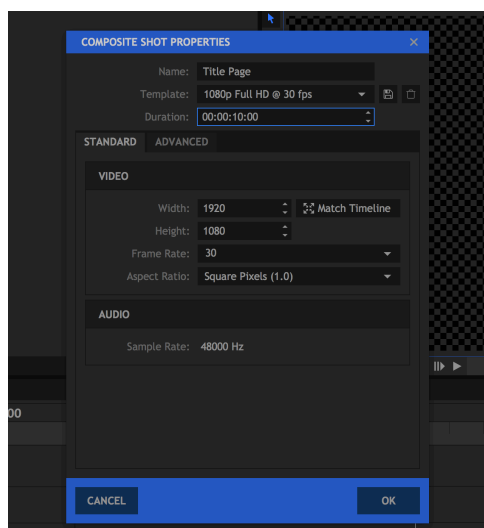 COMPOSITE SHOT PROPERTIES
Name: Title Page
Template: 1080p Full HD @ 30 fps
Duration: 00:00:10:00
STANDARD ADVANCED
VIDEO
Width: 1920 Match Timeline
Height: 1080
Frame Rate: 30
Aspect Ratio: Square Pixels (1.0)
AUDIO
Sample Rate: 48000 Hz
00
CANCEL OK